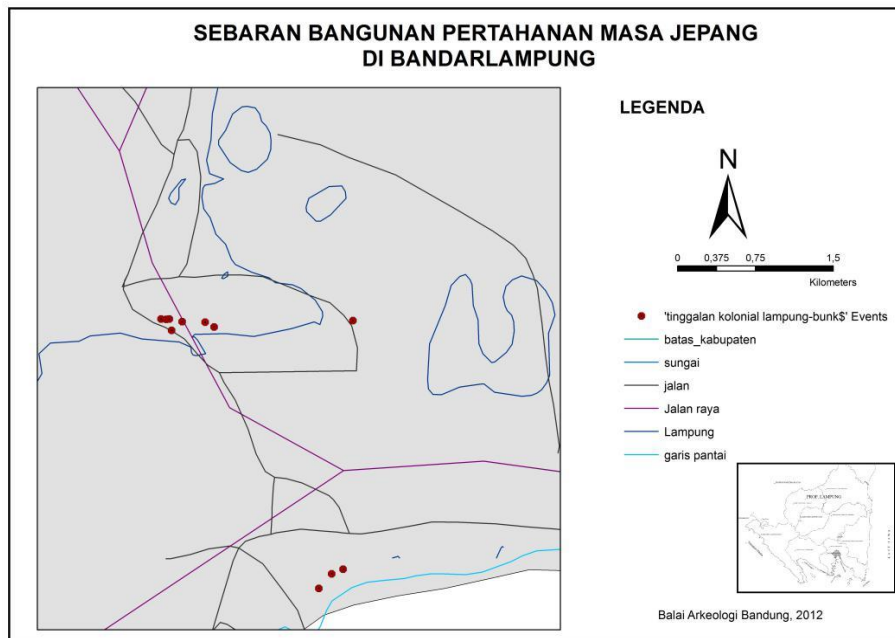 SEBARAN BANGUNAN PERTAHANAN MASA JEPANG
DI BANDARLAMPUNG
LEGENDA
N
0 0,375 0,75 1,5
Kilometers
'tinggalan kolonial lampung-bunk$' Events
batas_kabupaten
sungai
jalan
Jalan raya
Lampung
garis pantai
PROP. LAMPUNG
Balai Arkeologi Bandung, 2012